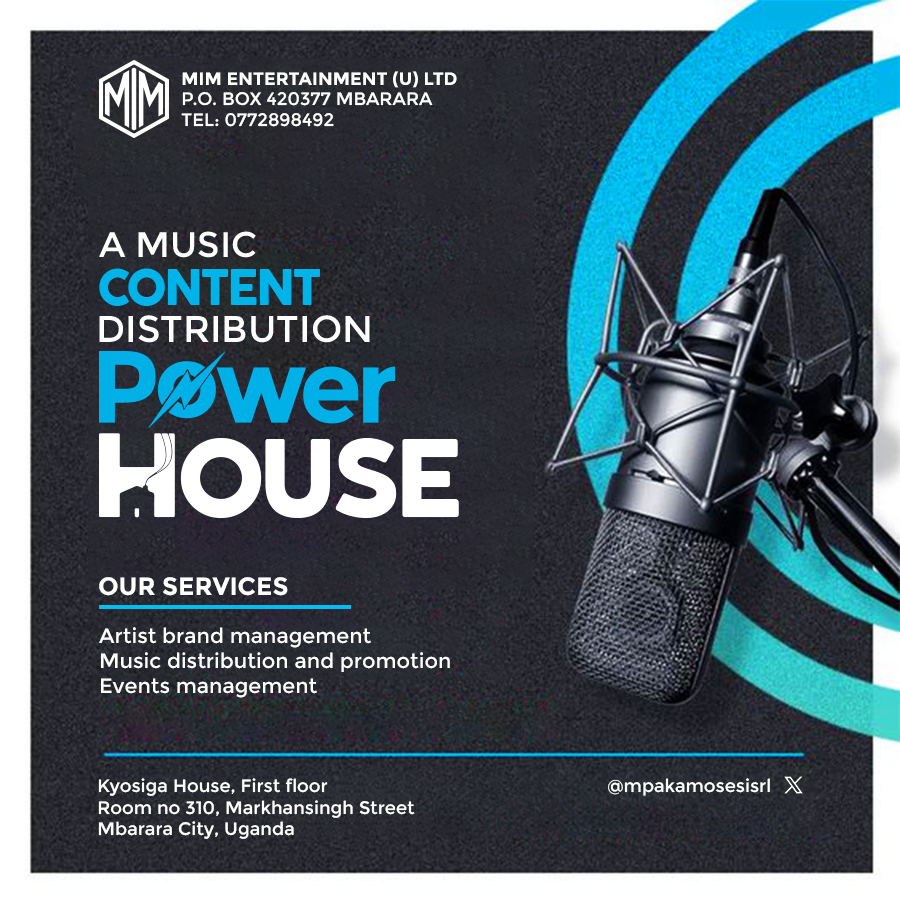 MIM
MIM ENTERTAINMENT (U) LTD
P.O. BOX 420377 MBARARA
TEL: 0772898492
A MUSIC
CONTENT
DISTRIBUTION
Power
HOUSE
OUR SERVICES
Artist brand management
Music distribution and promotion
Events management
Kyosiga House, First floor
Room no 310, Markhansingh Street
Mbarara City, Uganda
@mpakamosesisrl X